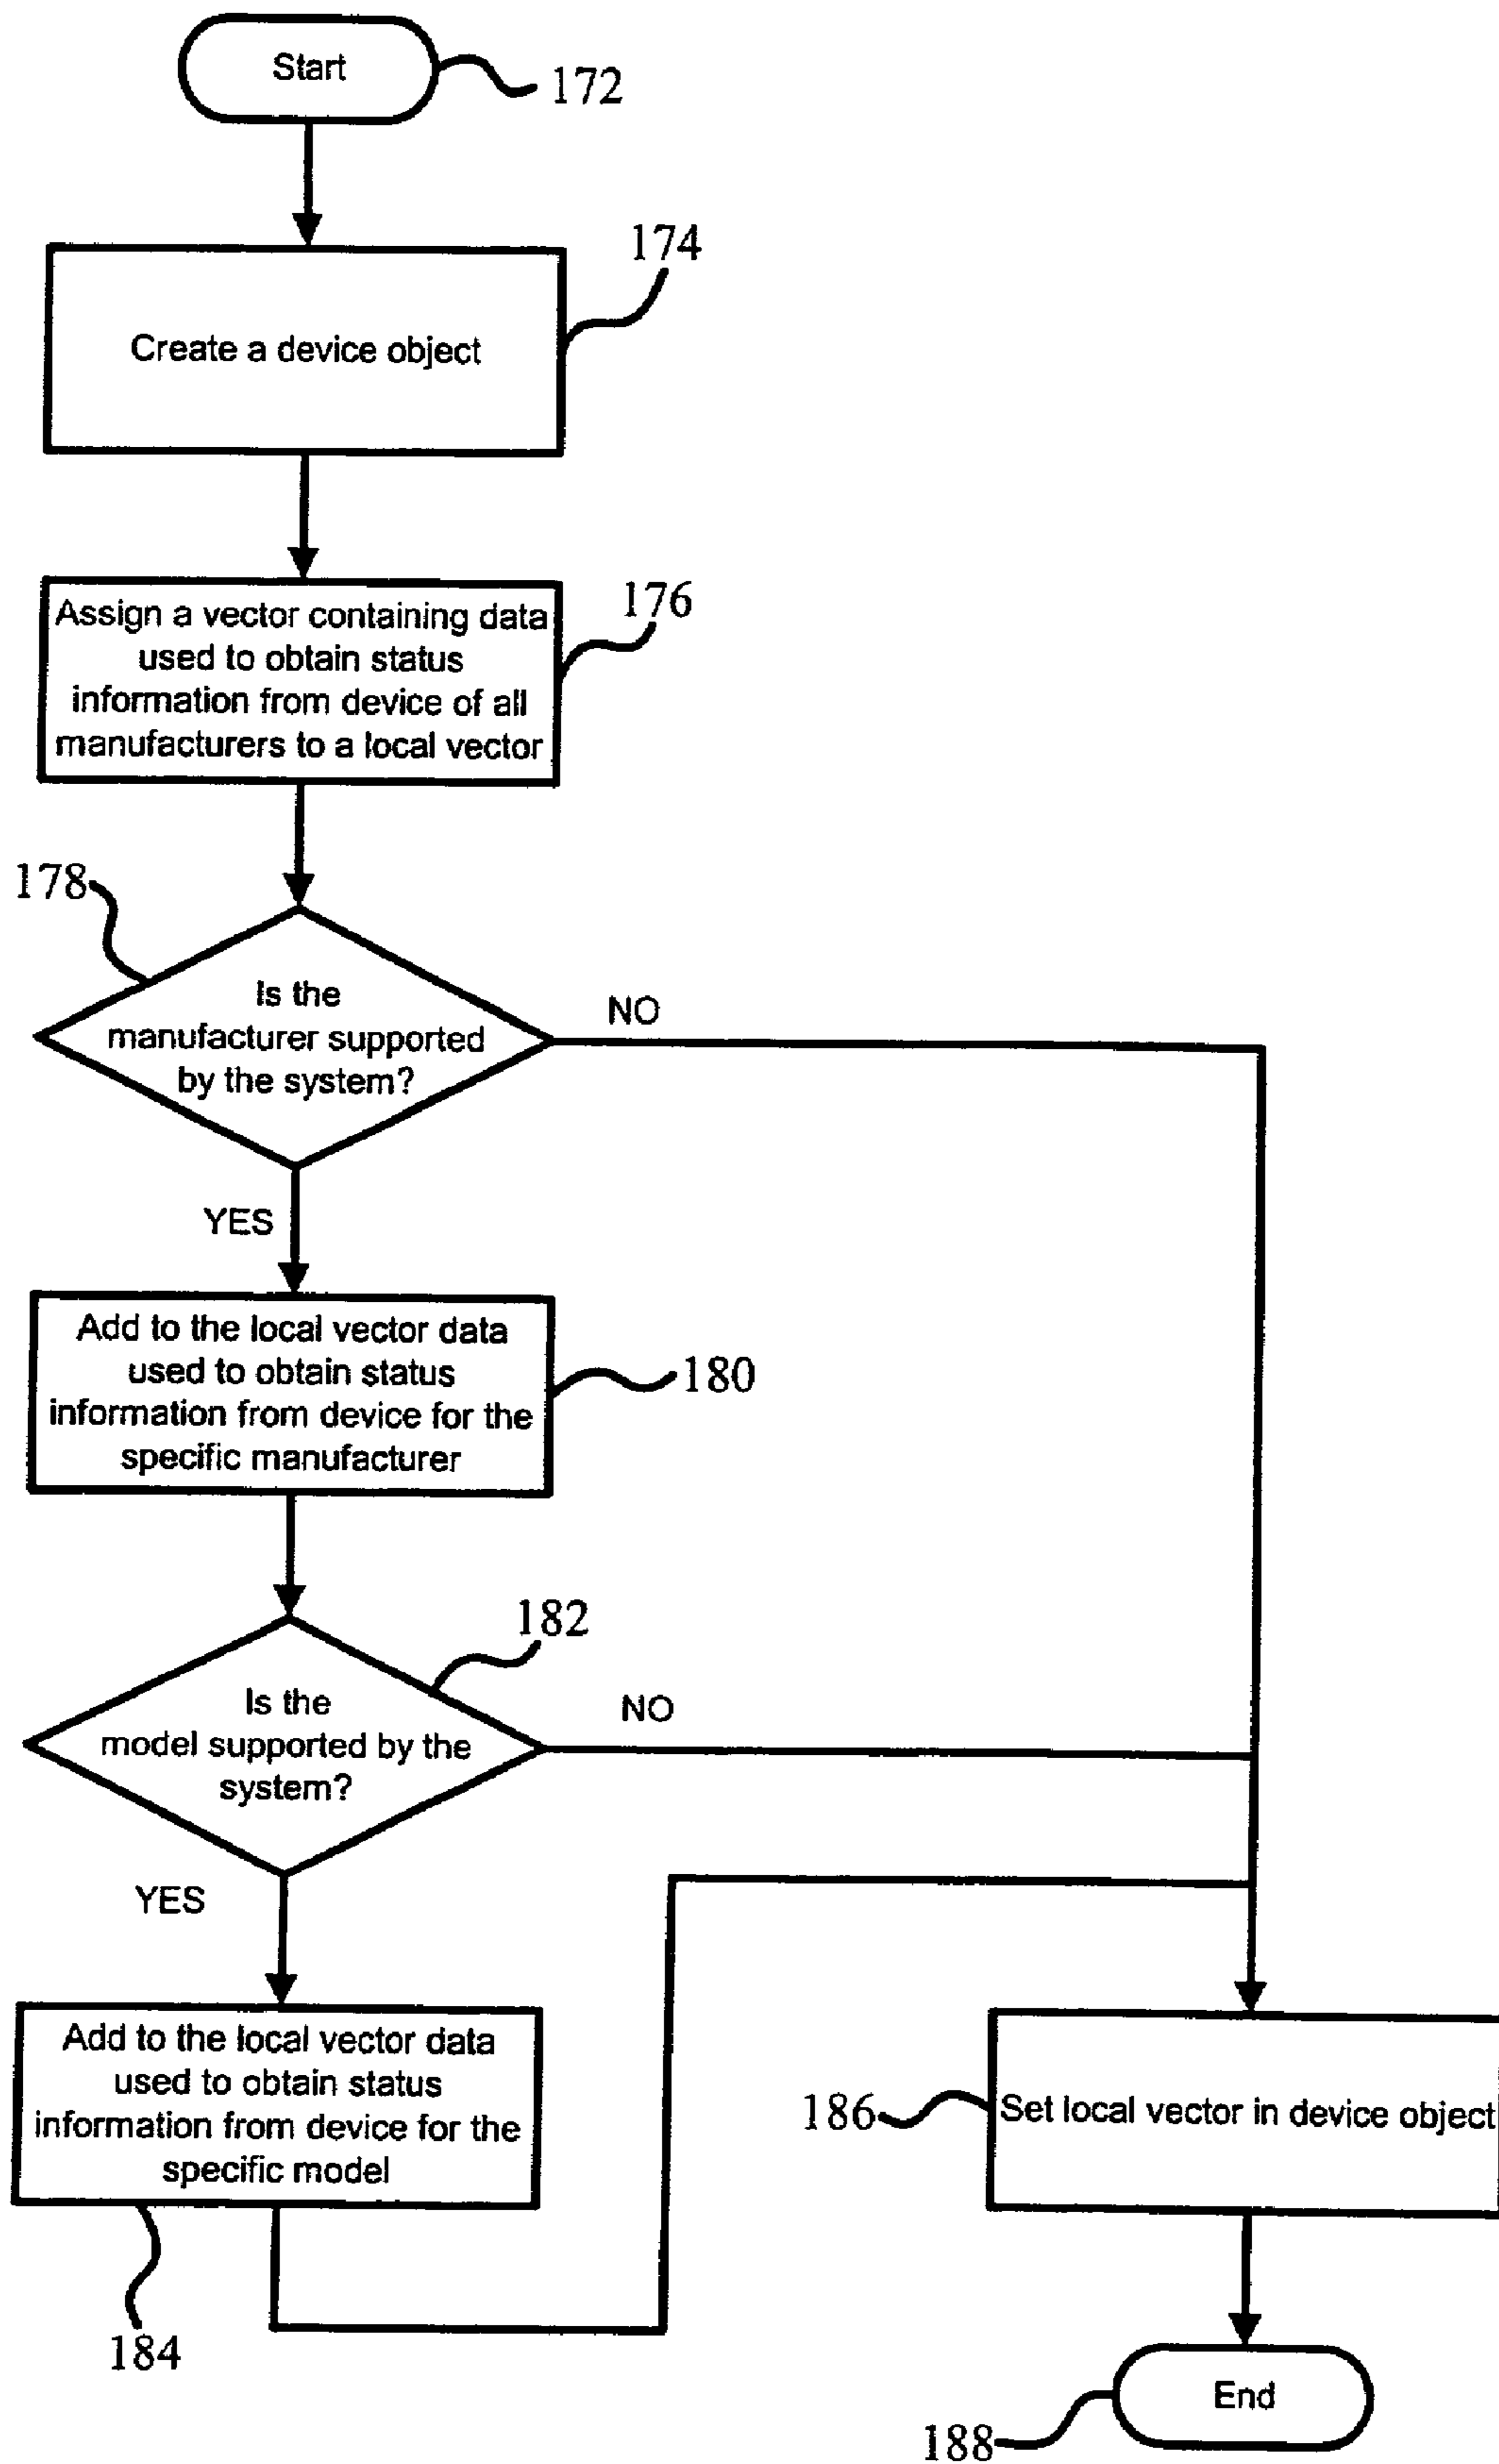 Start
172
174
Create a device object
176
Assign a vector containing data
used to obtain status
information from device of all
manufacturers to a local vector
178
Is the
manufacturer supported
by the system?
NO
YES
Add to the local vector data
used to obtain status
information from device for the
specific manufacturer
180
182
Is the
model supported by the
system?
NO
YES
Add to the local vector data
used to obtain status
information from device for the
specific model
184
186
Set local vector in device object
End
188